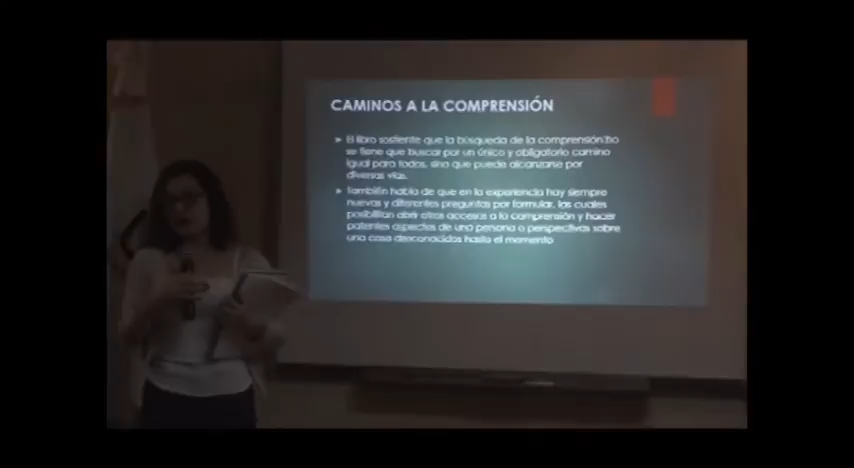 CAMINOS A LA COMPRENSIÓN
El libro sostiene que la búsqueda de la comprensión no
se tiene que buscar por un único y obligatorio camino
igual para todos, sino que puede alcanzarse por
diversas vías.
También habla de que en la experiencia hay siempre
nuevas y diferentes preguntas por formular, las cuales
posibilitan abrir otros accesos a la comprensión y hacer
patentes aspectos de una persona o perspectivas sobre
una cosa desconocidos hasta el momento